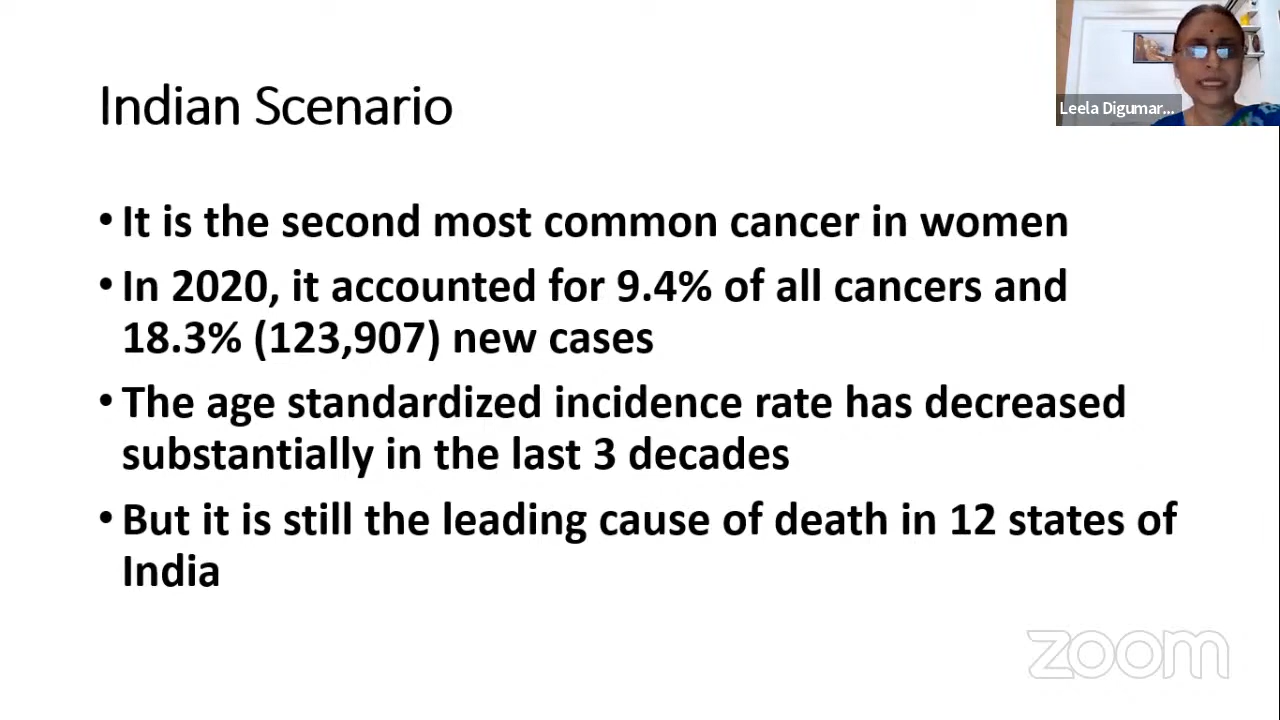 Indian Scenario
Leela Digumar...
• It is the second most common cancer in women
• In 2020, it accounted for 9.4% of all cancers and
18.3% (123,907) new cases
• The age standardized incidence rate has decreased
substantially in the last 3 decades
• But it is still the leading cause of death in 12 states of
India
zoom